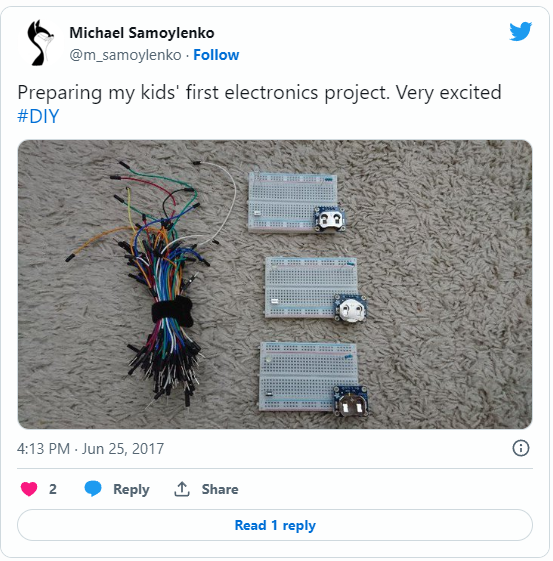 Michael Samoylenko
@m_samoylenko · Follow
Preparing my kids' first electronics project. Very excited
#DIY
4:13 PM · Jun 25, 2017
2 Reply Share
Read 1 reply